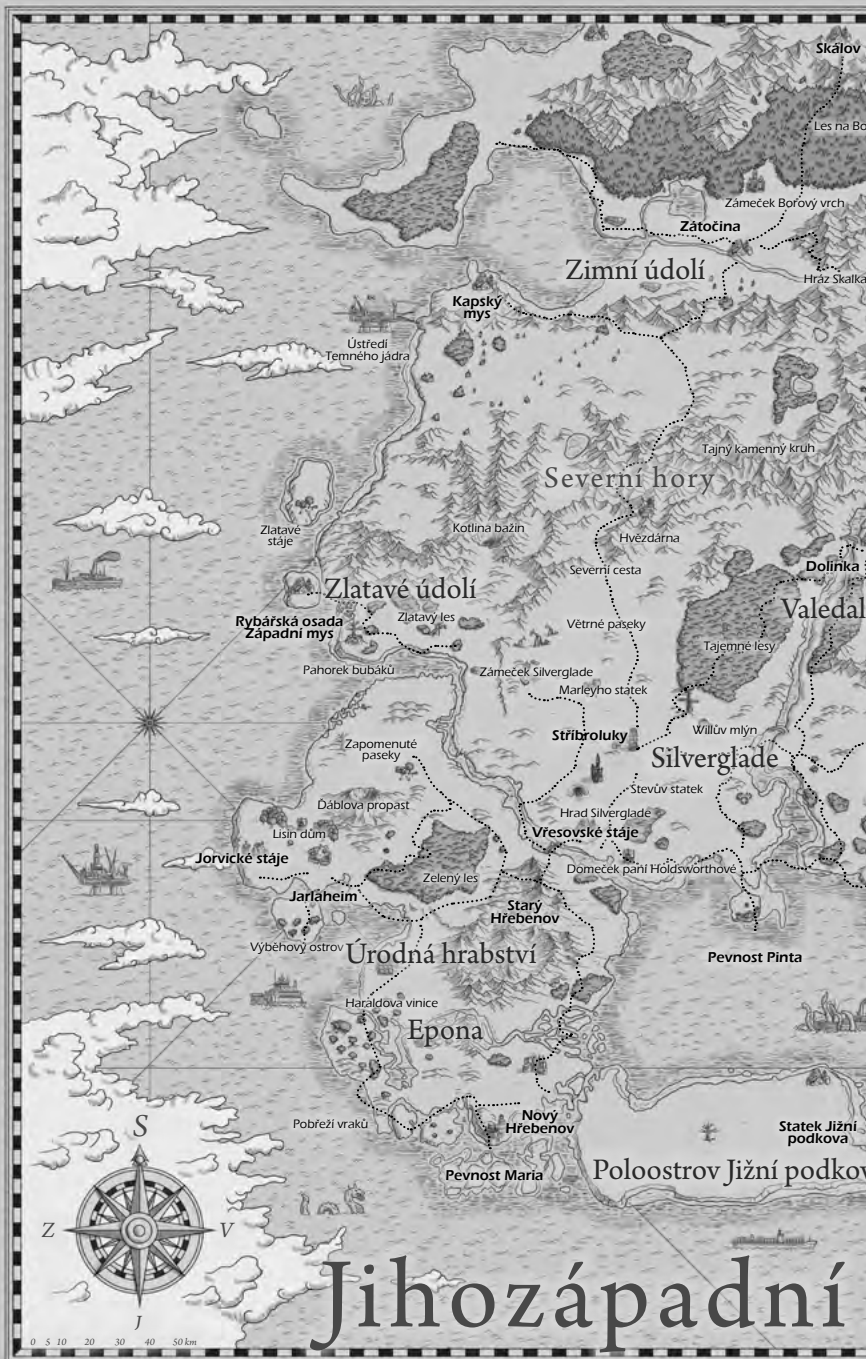 Skálov
Les na Bo
Zámeček Borový vrch
Zátočina
Zimní údolí
Hráz Skalka
Kapský
mys
Ústředí
Temného jádra
Tajný kamenný kruh
Severní hory
Zlatavé
stáje
Kotlina bažin
Hvězdárna
Severní cesta
Dolinka
Zlatavé údolí
Valedal
Rybářská osada
Západní mys
Zlatavý les
Větrné paseky
Tajemné lesy
Pahorek bubáků
Zámeček Silverglade
Marleyho statek
Zapomenuté
paseky
Stříbroluky
Willův mlýn
Silverglade
Števův statek
Ďáblova propast
Lisin dům
Hrad Silverglade
Vřesovské stáje
Jorvické stáje
Domeček paní Holdsworthové
Zelený les
Jarlaheim
Starý
Hřebenov
Výběhový ostrov
Úrodná hrabství
Pevnost Pinta
Haraldova vinice
Epona
Pobřeží vraků
Nový
Hřebenov
Statek Jižní
podkova
Pevnost Maria
Poloostrov Jižní podkov
S
Z
V
J
Jihozápadní
0 5 10 20 30 40 50 km